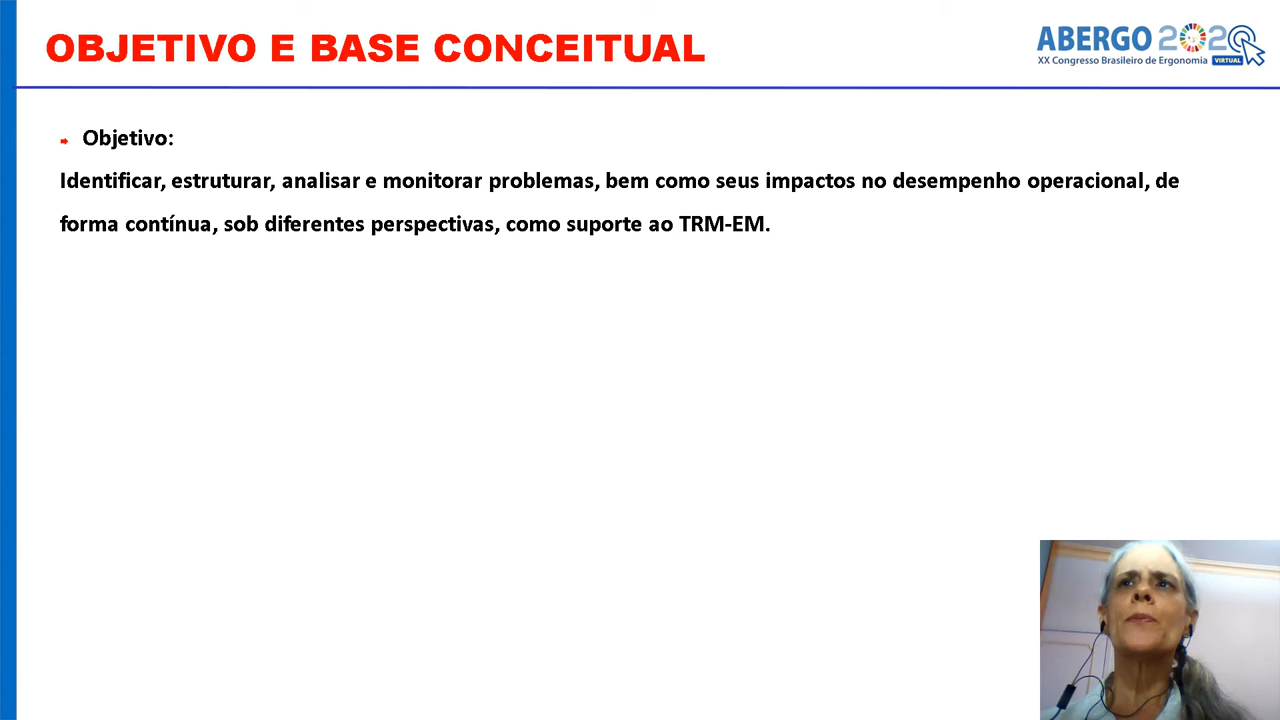 OBJETIVO E BASE CONCEITUAL
ABERGO 2020
XX Congresso Brasileiro de Ergonomia VIRTUAL
Objetivo:
Identificar, estruturar, analisar e monitorar problemas, bem como seus impactos no desempenho operacional, de
forma contínua, sob diferentes perspectivas, como suporte ao TRM-EM.